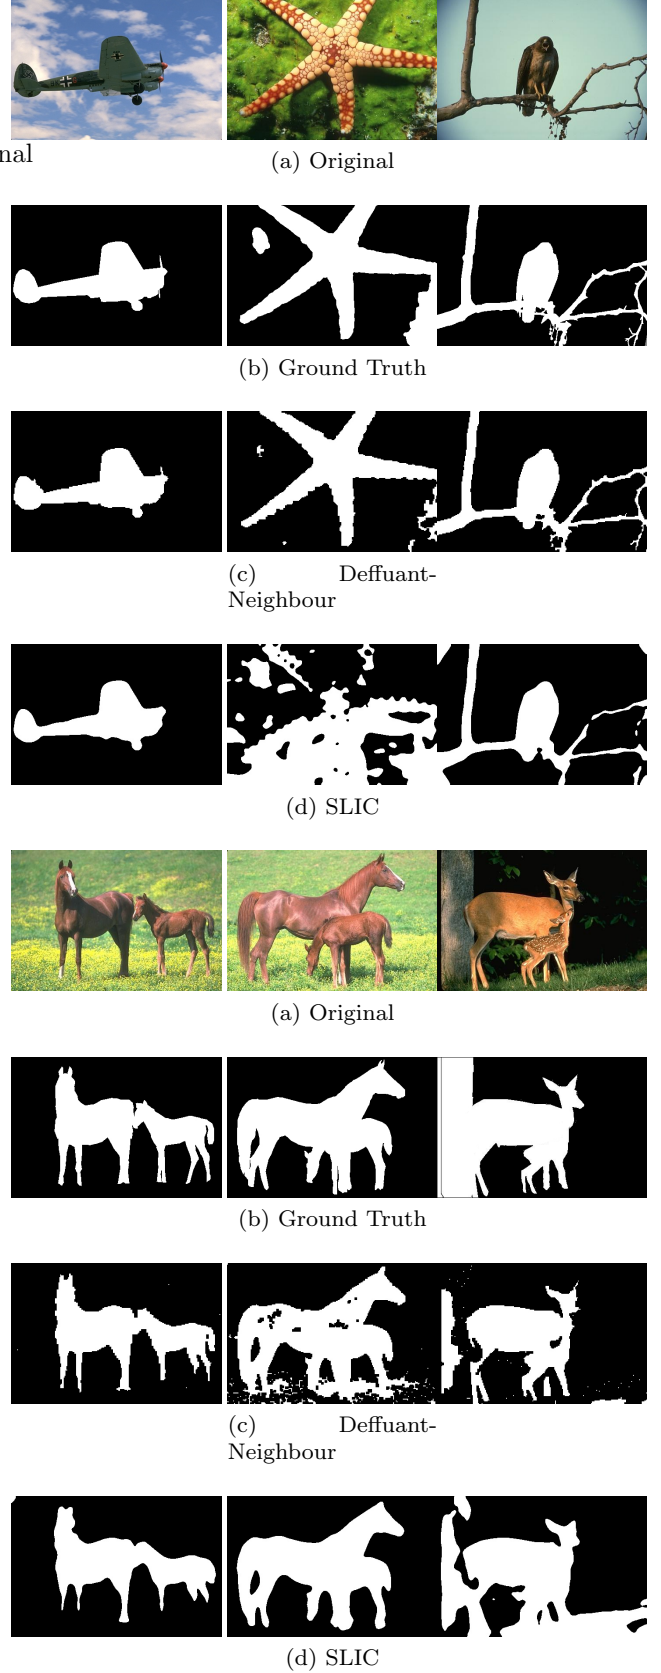 nal
(a) Original
(b) Ground Truth
(c) Deffuant-
Neighbour
(d) SLIC
(a) Original
(b) Ground Truth
(c) Deffuant-
Neighbour
(d) SLIC